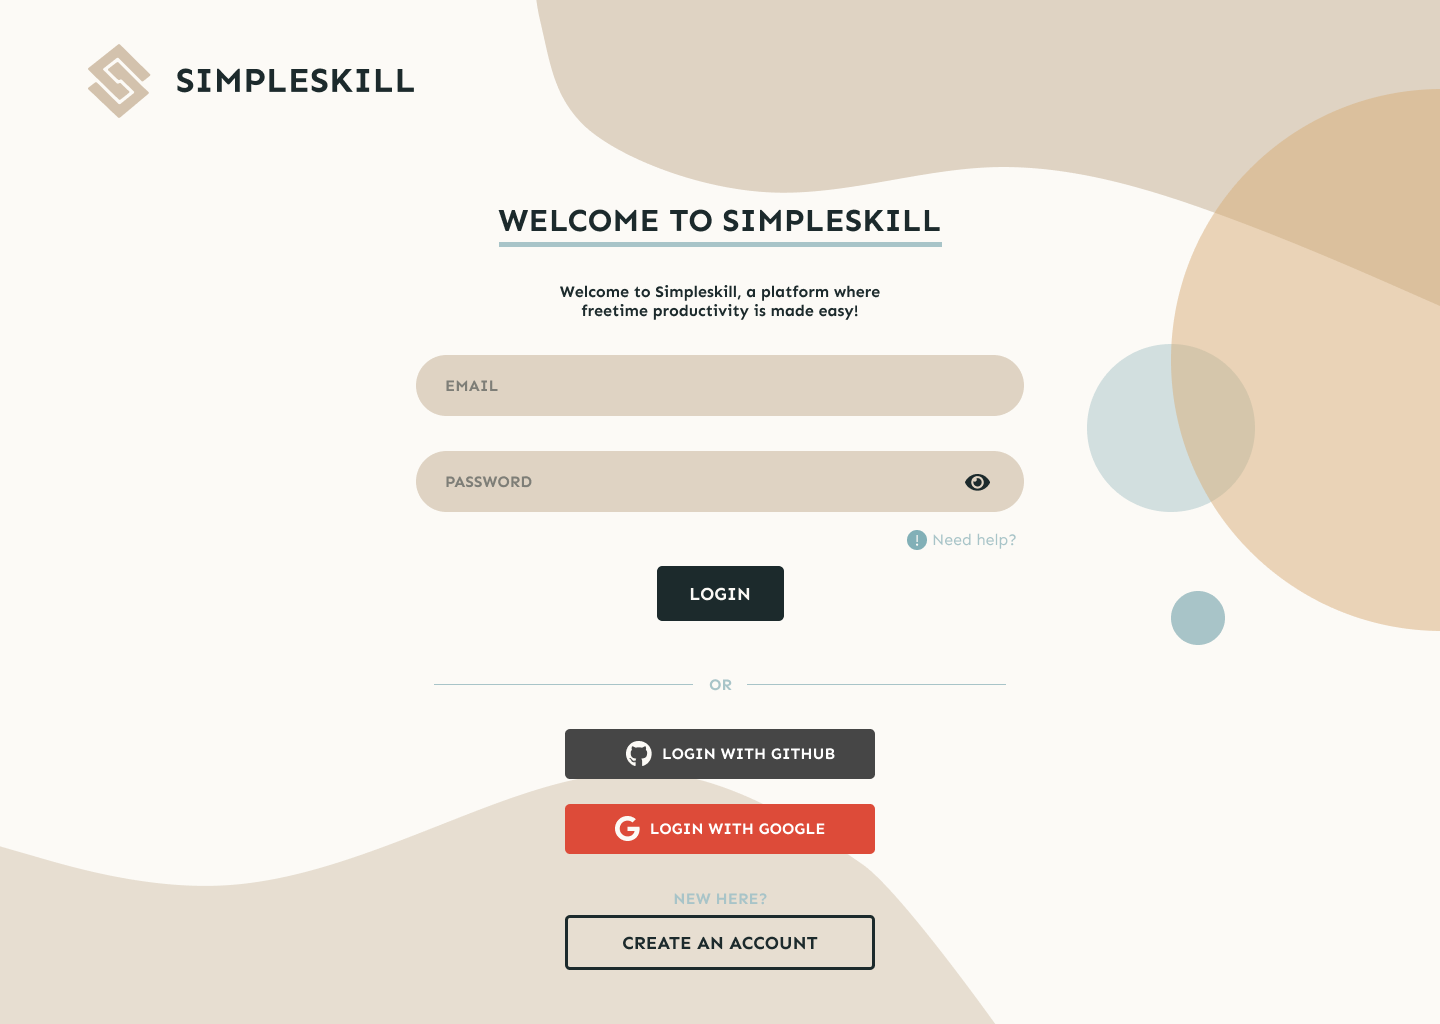 SIMPLESKILL
WELCOME TO SIMPLESKILL
Welcome to Simpleskill, a platform where
freetime productivity is made easy!
EMAIL
PASSWORD
! Need help?
LOGIN
OR
LOGIN WITH GITHUB
G LOGIN WITH GOOGLE
NEW HERE?
CREATE AN ACCOUNT